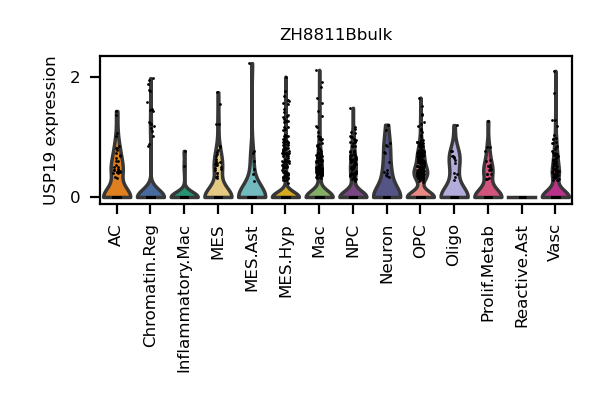 ZH8811Bbulk
USP19 expression
2
0
AC
Chromatin.Reg
Inflammatory.Mac
MES
MES.Ast
MES.Hyp
Mac
NPC
Neuron
OPC
Oligo
Prolif.Metab
Reactive.Ast
Vasc